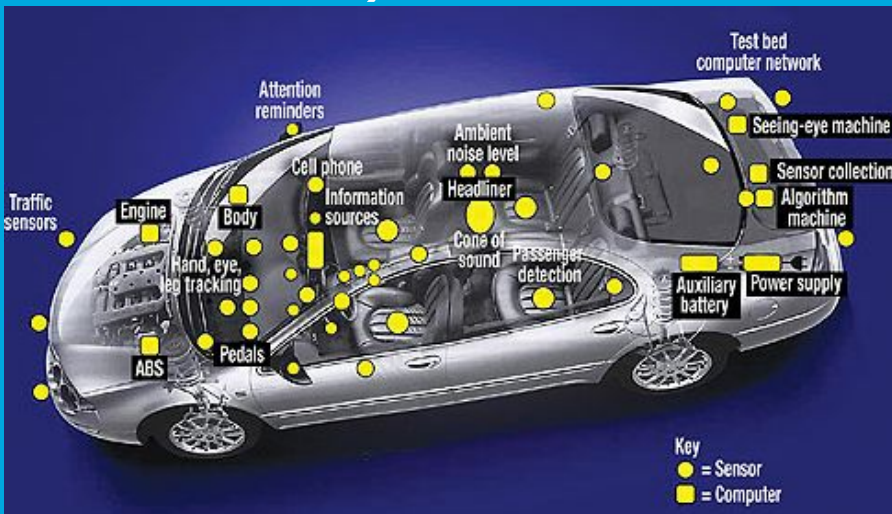 Test bed
computer network
Attention
reminders
Seeing-eye machine
Ambient
noise level
Cell phone
Sensor collection
Headliner
Algorithm
machine
Information
sources
Traffic
sensors
Engine
Body
Cone of
sound
Passenger
detection
Hand, eye,
leg tracking
Auxiliary
battery
Power supply
Pedals
ABS
Key
= Sensor
= Computer